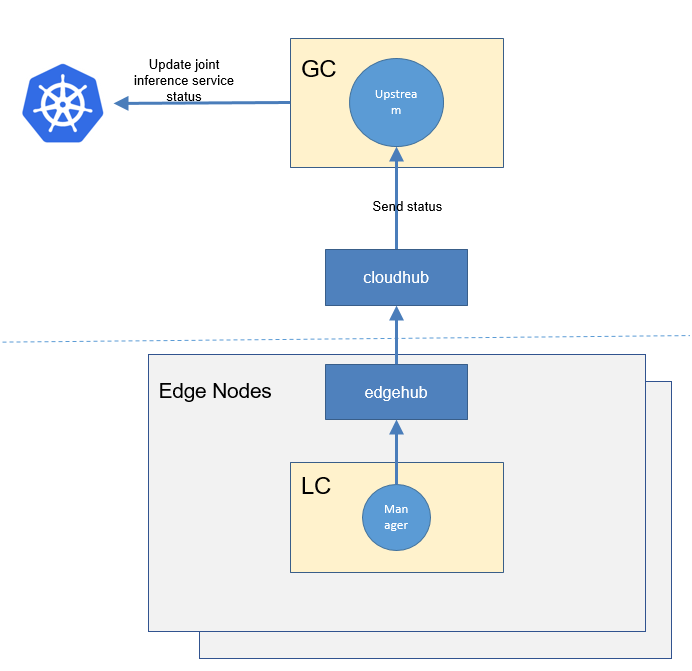 Update joint
inference service
status
GC
Upstrea
m
Send status
cloudhub
Edge Nodes
edgehub
LC
Man
ager